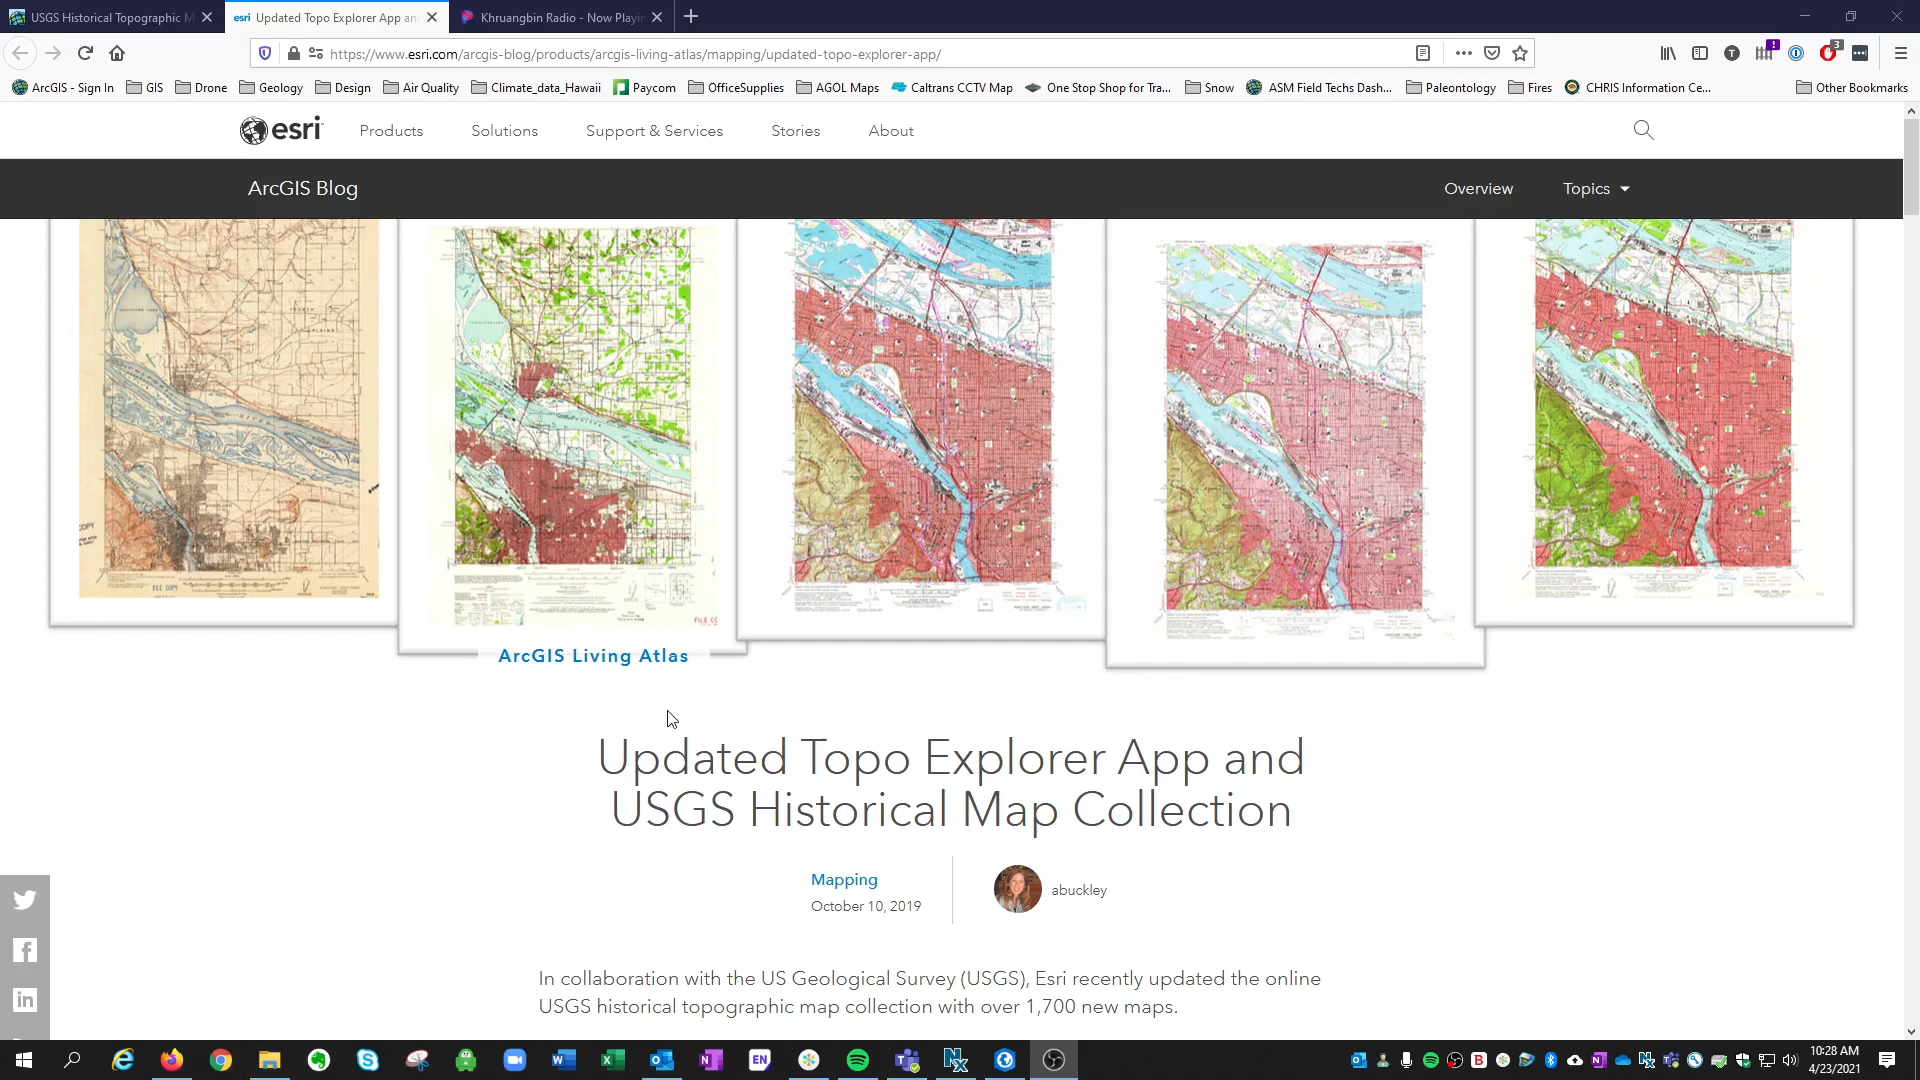 USGS Historical Topographic M
esri Updated Topo Explorer App an
Khruangbin Radio - Now Playin
https://www.esri.com/arcgis-blog/products/arcgis-living-atlas/mapping/updated-topo-explorer-app/
ArcGIS - Sign In GIS Drone Geology Design Air Quality Climate_data_Hawaii Paycom OfficeSupplies AGOL Maps Caltrans CCTV Map One Stop Shop for Tra... Snow ASM Field Techs Dash... Paleontology Fires CHRIS Information Ce... Other Bookmarks
esri Products Solutions Support & Services Stories About
ArcGIS Blog Overview Topics
FILE COPY
ArcGIS Living Atlas
Updated Topo Explorer App and
USGS Historical Map Collection
Mapping
October 10, 2019
abuckley
In collaboration with the US Geological Survey (USGS), Esri recently updated the online
USGS historical topographic map collection with over 1,700 new maps.
10:28 AM
4/23/2021